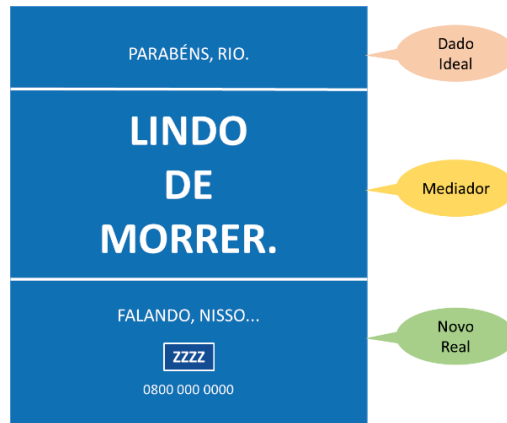 PARABÉNS, RIO.
Dado
Ideal
LINDO
DE
MORRER.
Mediador
FALANDO, NISSO...
ZZZZ
0800 000 0000
Novo
Real